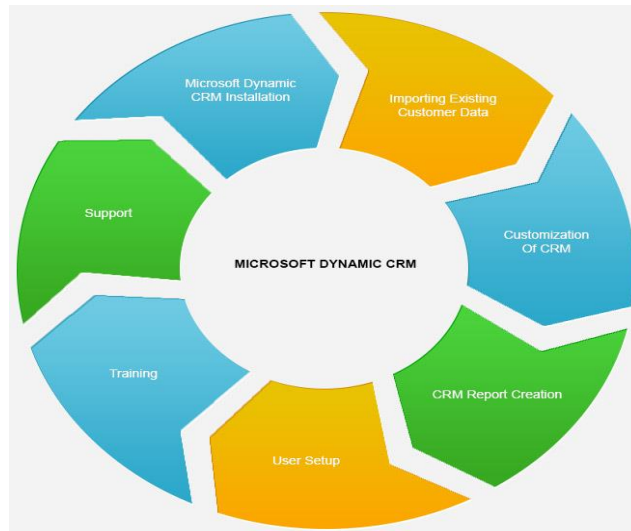 Microsoft Dynamic
CRM Installation
Importing Existing
Customer Data
Customization
Of CRM
CRM Report Creation
User Setup
Training
Support
MICROSOFT DYNAMIC CRM